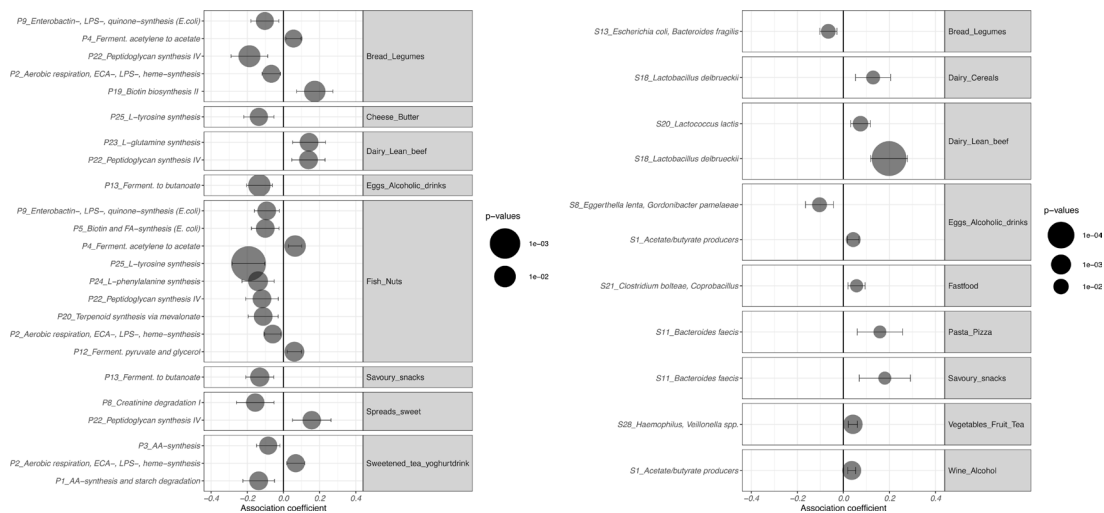 P9_Enterobactin−, LPS−, quinone−synthesis (E.coli)
P4_Ferment. acetylene to acetate
P22_Peptidoglycan synthesis IV
P2_Aerobic respiration, ECA−, LPS−, heme−synthesis
P19_Biotin biosynthesis II
Bread_Legumes
P25_L−tyrosine synthesis
Cheese_Butter
P23_L−glutamine synthesis
P22_Peptidoglycan synthesis IV
Dairy_Lean_beef
P13_Ferment. to butanoate
Eggs_Alcoholic_drinks
P9_Enterobactin−, LPS−, quinone−synthesis (E.coli)
P5_Biotin and FA−synthesis (E. coli)
P4_Ferment. acetylene to acetate
P25_L−tyrosine synthesis
P24_L−phenylalanine synthesis
P22_Peptidoglycan synthesis IV
P20_Terpenoid synthesis via mevalonate
P2_Aerobic respiration, ECA−, LPS−, heme−synthesis
P12_Ferment. pyruvate and glycerol
Fish_Nuts
P13_Ferment. to butanoate
Savoury_snacks
P8_Creatinine degradation I
P22_Peptidoglycan synthesis IV
Spreads_sweet
P3_AA−synthesis
P2_Aerobic respiration, ECA−, LPS−, heme−synthesis
P1_AA−synthesis and starch degradation
Sweetened_tea_yoghurtdrink
−0.4 −0.2 0.0 0.2 0.4
Association coefficient
p−values
1e−03
1e−02
S13_Escherichia coli, Bacteroides fragilis
Bread_Legumes
S18_Lactobacillus delbrueckii
Dairy_Cereals
S20_Lactococcus lactis
S18_Lactobacillus delbrueckii
Dairy_Lean_beef
S8_Eggerthella lenta, Gordonibacter pamelaeae
S1_Acetate/butyrate producers
Eggs_Alcoholic_drinks
S21_Clostridium bolteae, Coprobacillus
Fastfood
S11_Bacteroides faecis
Pasta_Pizza
S11_Bacteroides faecis
Savoury_snacks
S28_Haemophilus, Veillonella spp.
Vegetables_Fruit_Tea
S1_Acetate/butyrate producers
Wine_Alcohol
−0.4 −0.2 0.0 0.2 0.4
Association coefficient
p−values
1e−04
1e−03
1e−02